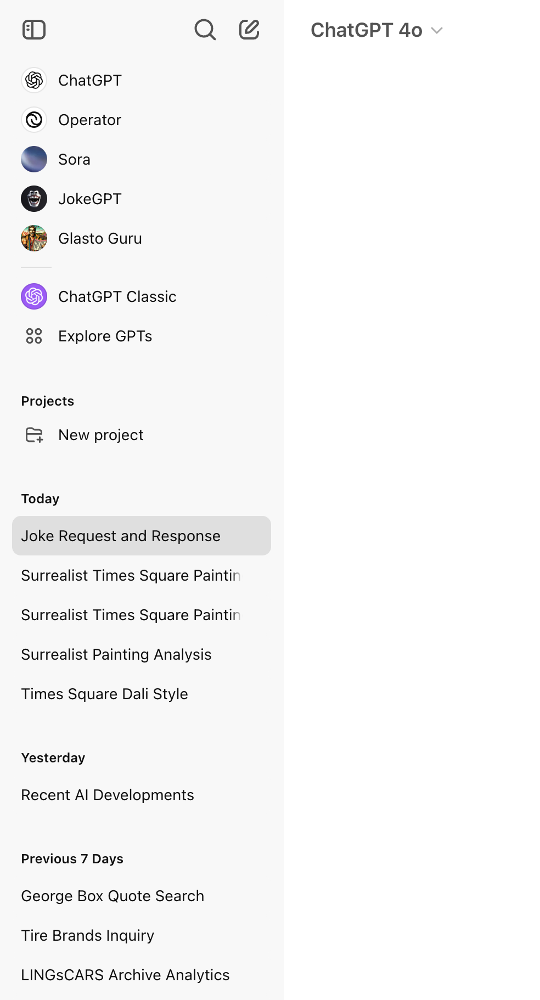 ChatGPT 4o
ChatGPT
Operator
Sora
JokeGPT
Glasto Guru
ChatGPT Classic
Explore GPTs
Projects
New project
Today
Joke Request and Response
Surrealist Times Square Paintin
Surrealist Times Square Paintin
Surrealist Painting Analysis
Times Square Dali Style
Yesterday
Recent AI Developments
Previous 7 Days
George Box Quote Search
Tire Brands Inquiry
LINGsCARS Archive Analytics